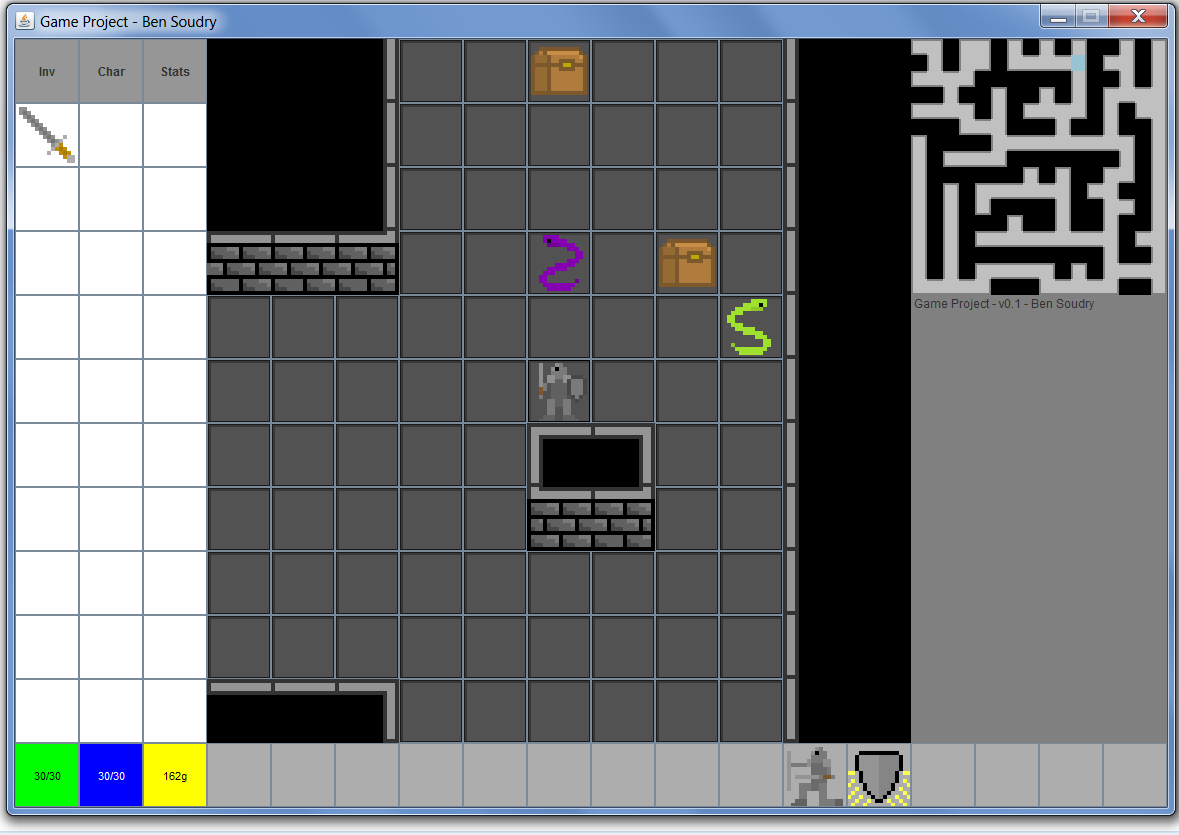 Game Project - Ben Soudry
Inv Char Stats
Game Project - v0.1 - Ben Soudry
30/30 30/30 162g